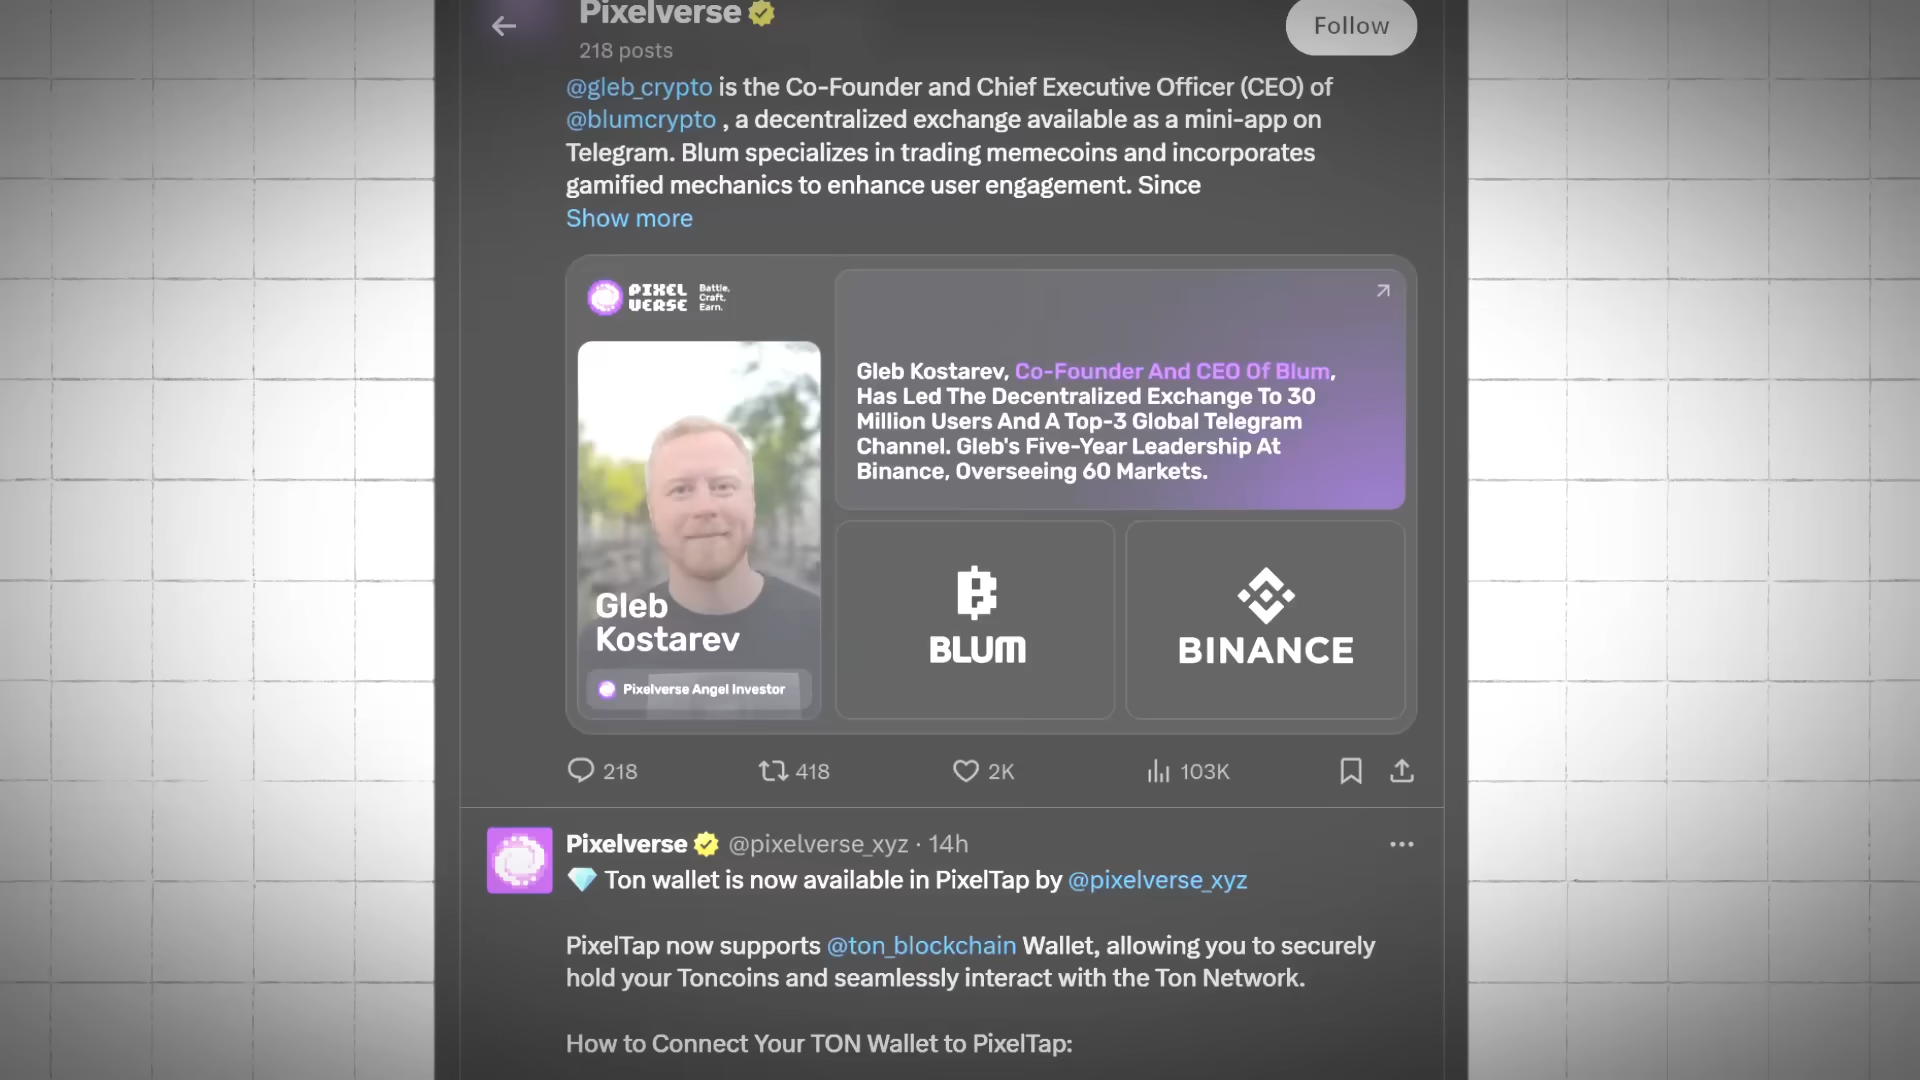 Pixelverse
218 posts
Follow
@gleb_crypto is the Co-Founder and Chief Executive Officer (CEO) of
@blumcrypto , a decentralized exchange available as a mini-app on
Telegram. Blum specializes in trading memecoins and incorporates
gamified mechanics to enhance user engagement. Since
Show more
PIXEL VERSE
Battle.
Craft.
Earn.
Gleb Kostarev, Co-Founder And CEO Of Blum,
Has Led The Decentralized Exchange To 30
Million Users And A Top-3 Global Telegram
Channel. Gleb's Five-Year Leadership At
Binance, Overseeing 60 Markets.
Gleb
Kostarev
Pixelverse Angel Investor
BLUM
BINANCE
218 418 2K 103K
Pixelverse @pixelverse_xyz · 14h
Ton wallet is now available in PixelTap by @pixelverse_xyz
PixelTap now supports @ton_blockchain Wallet, allowing you to securely
hold your Toncoins and seamlessly interact with the Ton Network.
How to Connect Your TON Wallet to PixelTap: